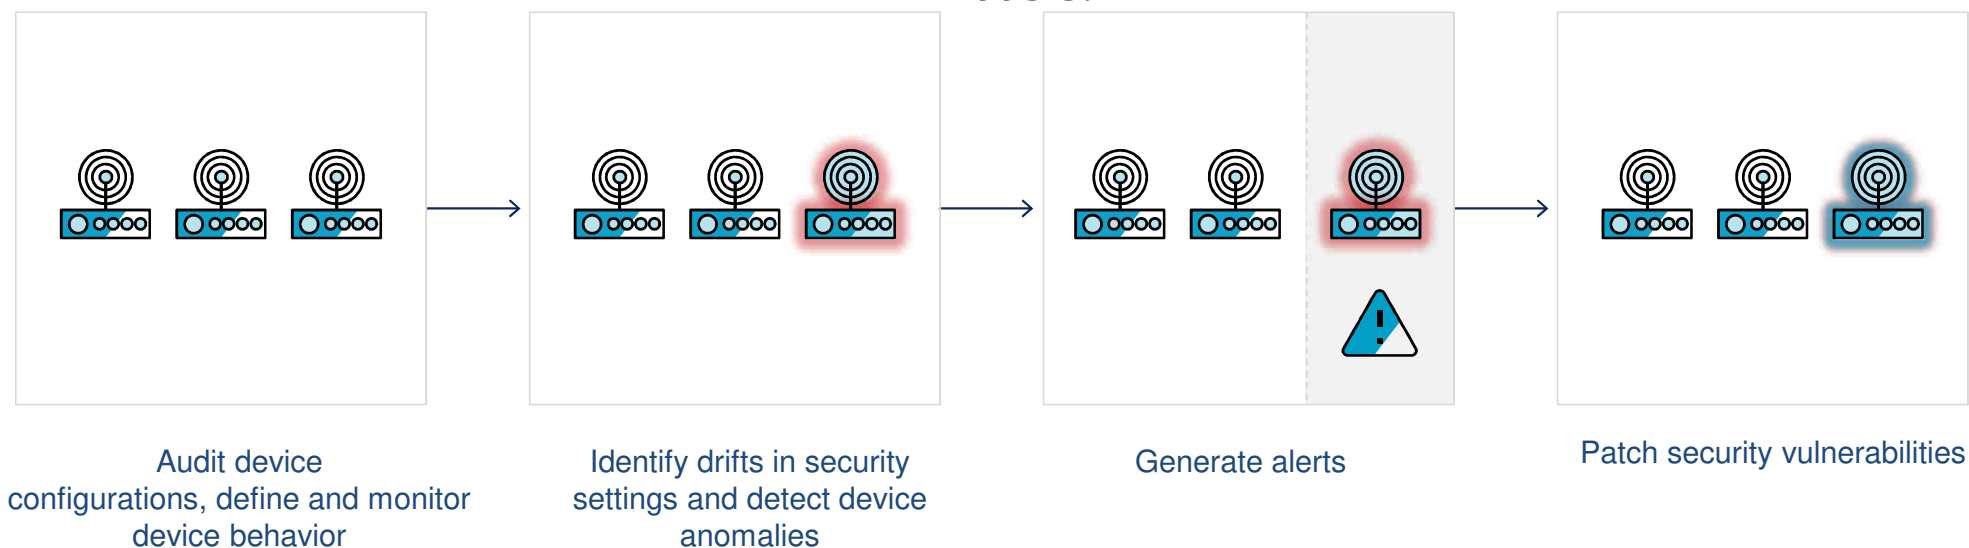 Audit device
configurations, define and monitor
device behavior
Identify drifts in security
settings and detect device
anomalies
Generate alerts
Patch security vulnerabilities